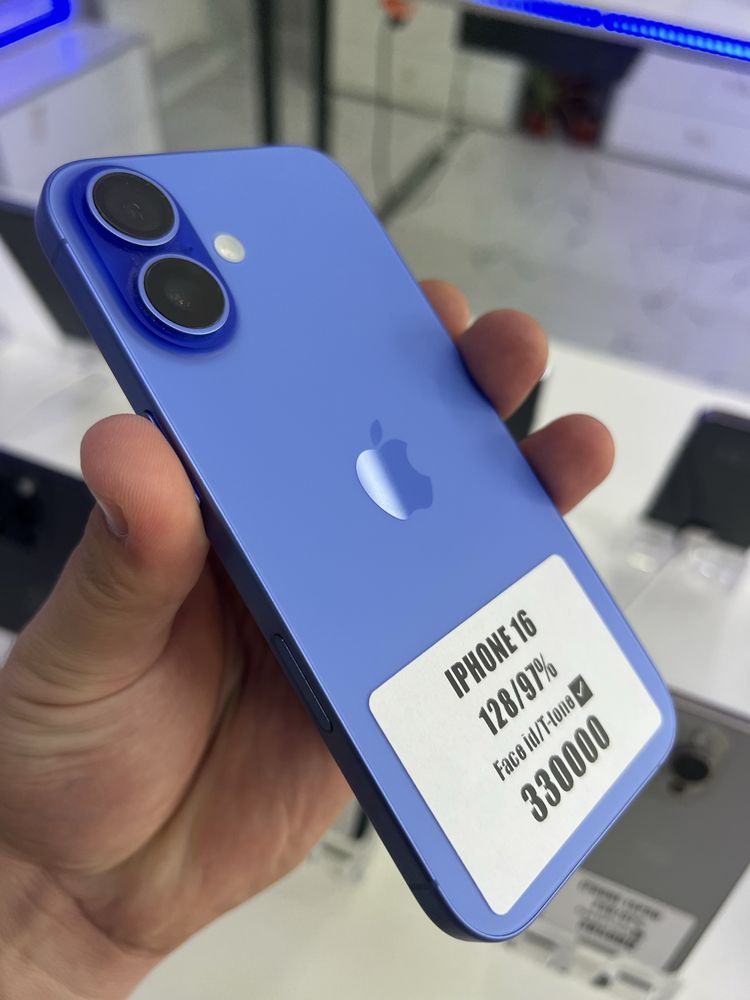 IPHONE 16
128/97%
Face id/T-tone ☑
330000